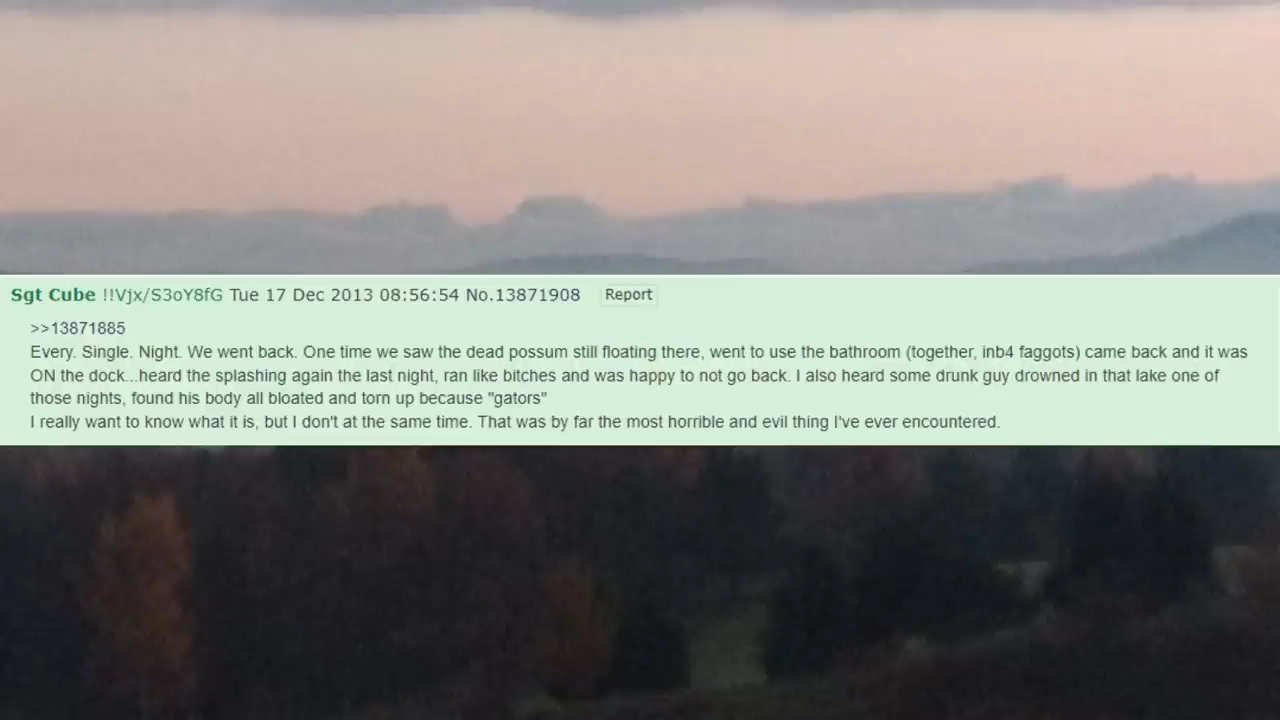 Sgt Cube !!Vjx/S3oY8fG Tue 17 Dec 2013 08:56:54 No.13871908 Report
>>13871885
Every. Single. Night. We went back. One time we saw the dead possum still floating there, went to use the bathroom (together, inb4 faggots) came back and it was
ON the dock...heard the splashing again the last night, ran like bitches and was happy to not go back. I also heard some drunk guy drowned in that lake one of
those nights, found his body all bloated and torn up because "gators"
I really want to know what it is, but I don't at the same time. That was by far the most horrible and evil thing I've ever encountered.